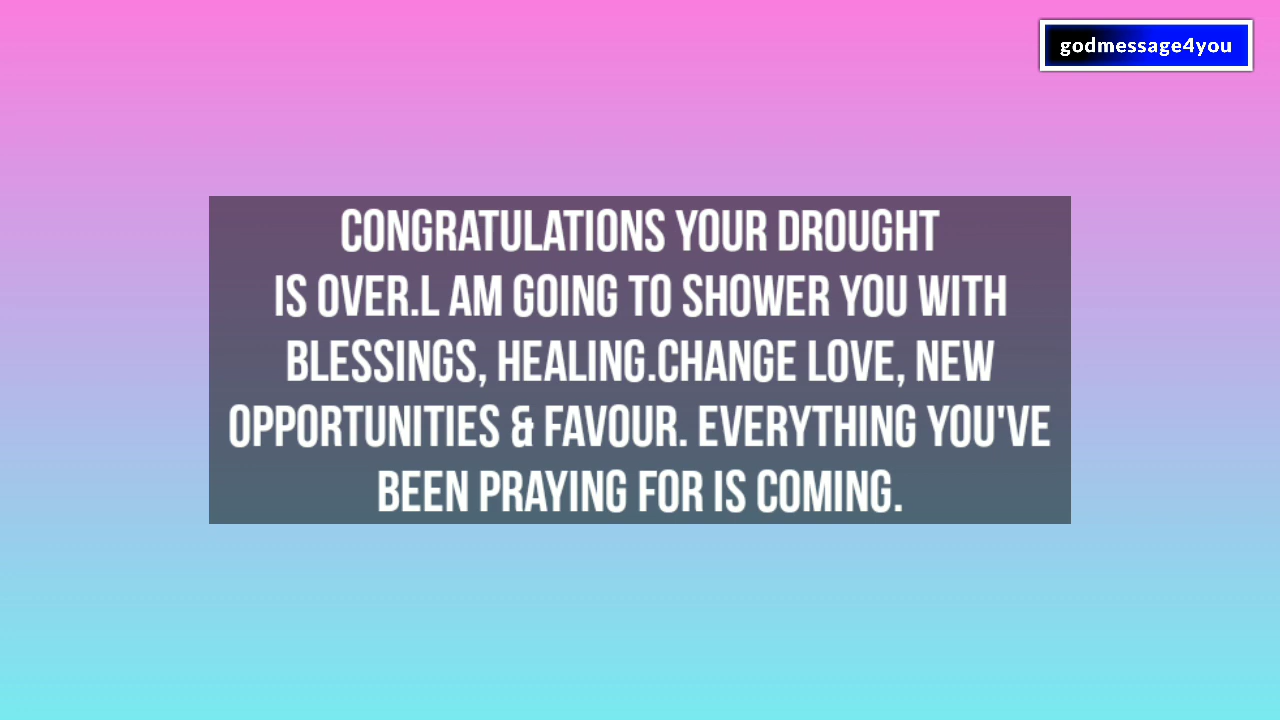 godmessage4you
CONGRATULATIONS YOUR DROUGHT
IS OVER.L AM GOING TO SHOWER YOU WITH
BLESSINGS, HEALING.CHANGE LOVE, NEW
OPPORTUNITIES & FAVOUR. EVERYTHING YOU'VE
BEEN PRAYING FOR IS COMING.